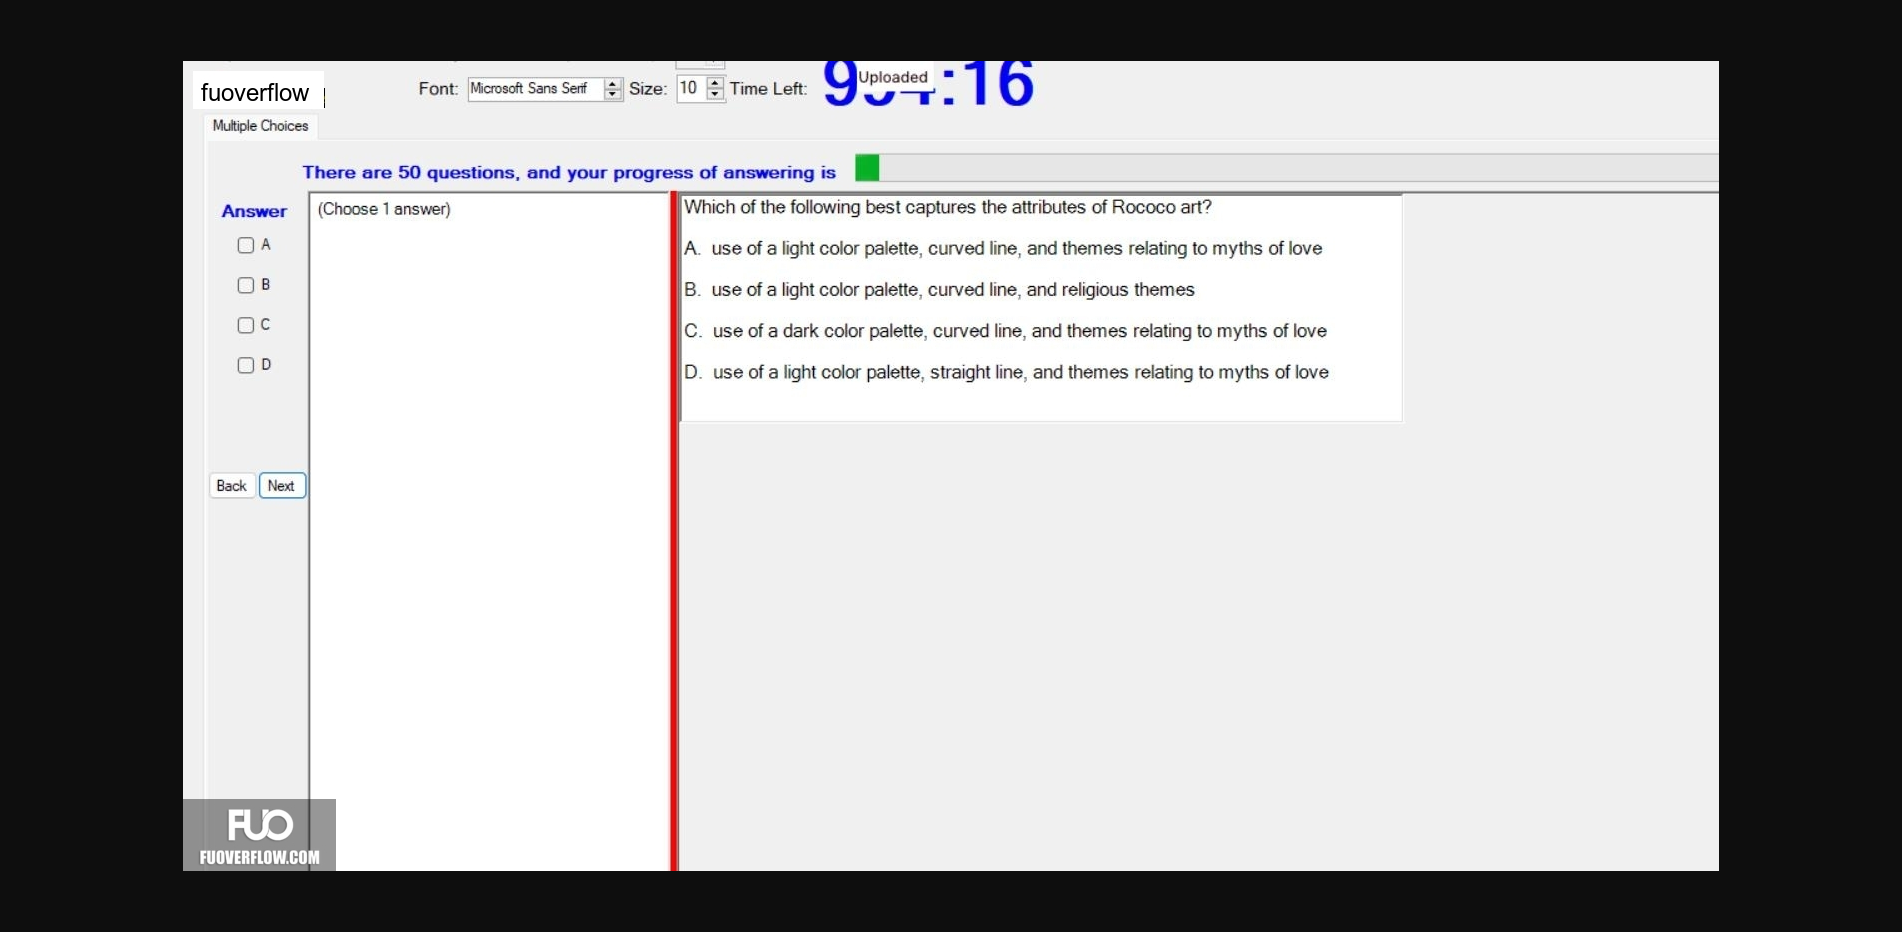 fuoverflow
Font: Microsoft Sans Serif Size: 10 Time Left: :16
Uploaded
Multiple Choices
There are 50 questions, and your progress of answering is
Answer
(Choose 1 answer)
A
B
C
D
Back Next
Which of the following best captures the attributes of Rococo art?
A. use of a light color palette, curved line, and themes relating to myths of love
B. use of a light color palette, curved line, and religious themes
C. use of a dark color palette, curved line, and themes relating to myths of love
D. use of a light color palette, straight line, and themes relating to myths of love
FUO
FUOVERFLOW.COM